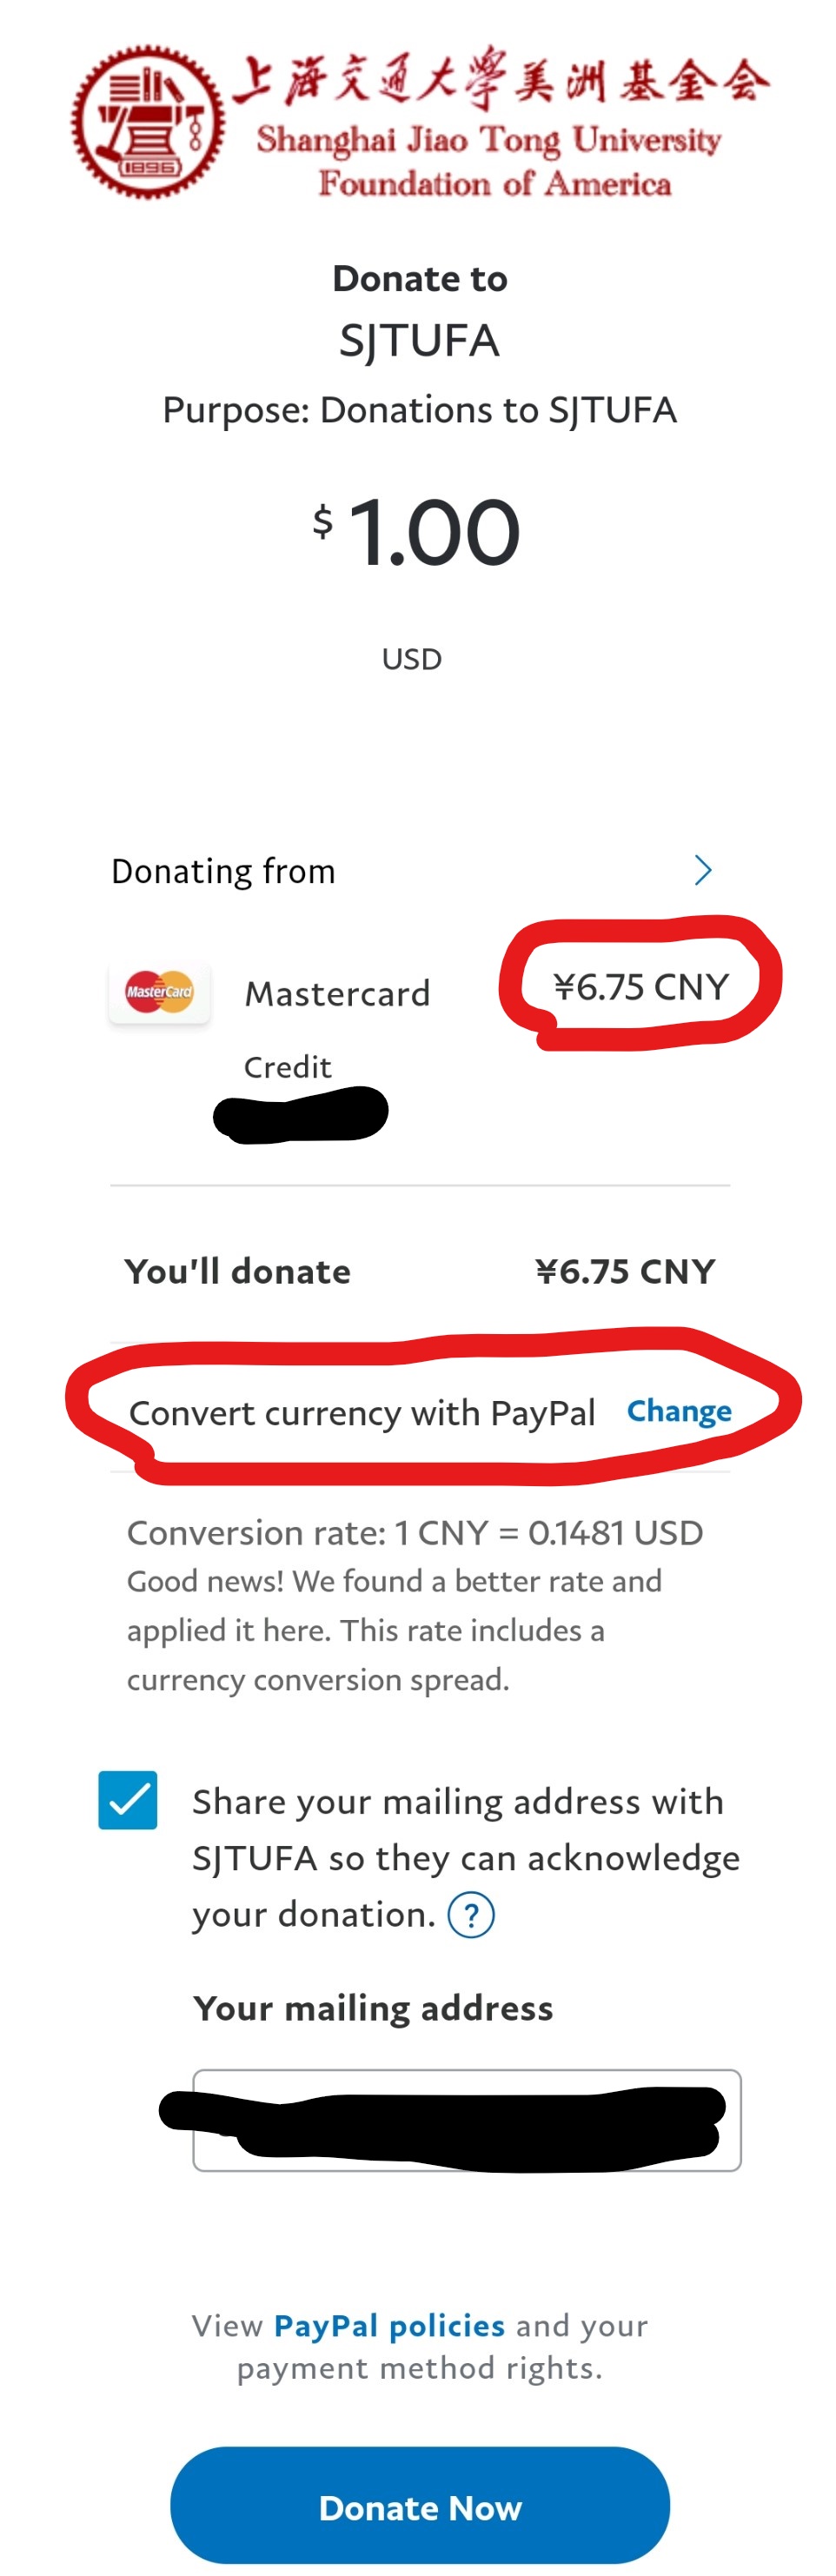 上海交通大學美洲基金会
Shanghai Jiao Tong University
Foundation of America
1896
Donate to
SJTUFA
Purpose: Donations to SJTUFA
$ 1.00
USD
Donating from
MasterCard
Mastercard
¥6.75 CNY
Credit
You'll donate ¥6.75 CNY
Convert currency with PayPal Change
Conversion rate: 1 CNY = 0.1481 USD
Good news! We found a better rate and
applied it here. This rate includes a
currency conversion spread.
Share your mailing address with
SJTUFA so they can acknowledge
your donation. ?
Your mailing address
View PayPal policies and your
payment method rights.
Donate Now